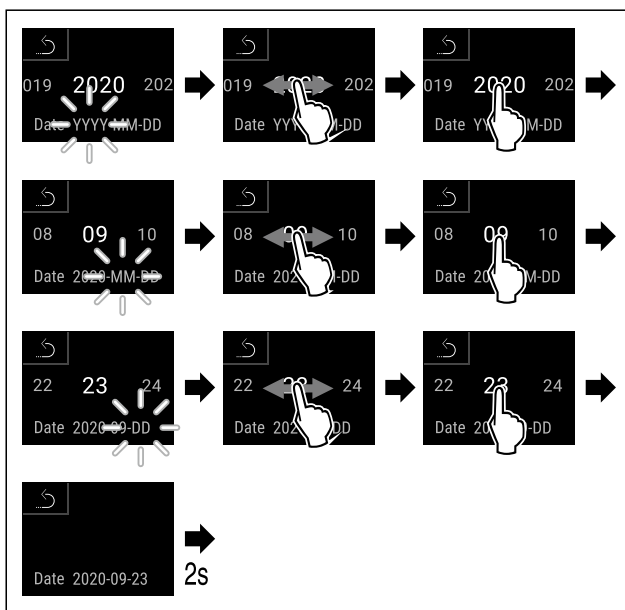 019 2020 202
Date YYYY-MM-DD
019 202
Date YYY -DD
019 2020 202
Date YY M-DD
08 09 10
Date 2020-MM-DD
08 10
Date 202 -DD
08 09 10
Date 20 M-DD
22 23 24
Date 2020-09-DD
22 24
Date 202 DD
22 23 24
Date 20 -DD
Date 2020-09-23
2s